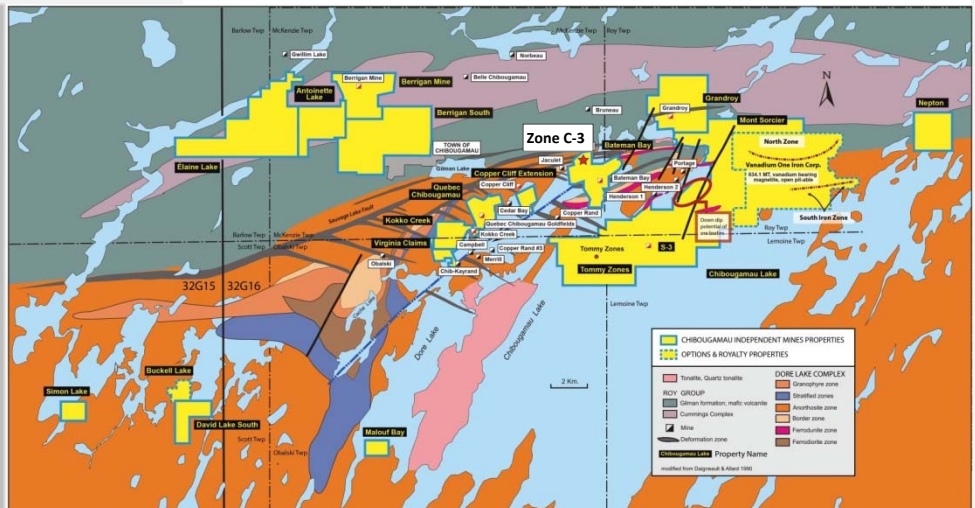 Barlow Twp
McKenzie Twp
McKenzie Twp
Roy Twp
Gwillim Lake
Norbeau
Berrigan Mine
Berrigan Mine
Belle Chibougamau
Antoinette
Lake
Grandroy
Grandroy
N
Nepton
Berrigan South
Bruneau
Mont Sorcier
Zone C-3
North Zone
TOWN OF
CHIBOUGAMAU
Bateman Bay
Vanadium One Iron Corp.
Elaine Lake
Gilman Lake
Jaculet
Portage
Copper Cliff Extension
Bateman Bay
Henderson 2
Quebec
Chibougamau
Copper Cliff
Henderson 1
Cedar Bay
Copper Rand
South Iron Zone
Kokko Creek
Quebec Chibougamau Goldfields
Down dip
potential of
Kokko Creek
Roy Twp
Lemoine Twp
Barlow Twp
McKenzie Twp
Scott Twp
Obalski Twp
Virginia Claims
Campbell
Copper Rand #3
Tommy Zones
S-3
Obalski
Merrill
Chib-Kayrand
Tommy Zones
Chibougamau Lake
32G15
32G16
Lemoine Twp
Dore Lake
Chibougamau Lake
2 Km.
Buckell Lake
Simon Lake
David Lake South
Scott Twp
Obalski Twp
Malouf Bay
CHIBOUGAMAU INDEPENDENT MINES PROPERTIES
OPTIONS & ROYALTY PROPERTIES
Tonalite, Quartz tonalite
ROY GROUP
Gilman formation; mafic volcanite
Cummings Complex
Mine
Deformation zone
Chibougamau Lake Property Name
modified from Daigneault & Allard 1990
DORE LAKE COMPLEX
Granophyre zone
Stratified zones
Anorthosite zone
Border zone
Ferrodunite zone
Ferrodiorite zone